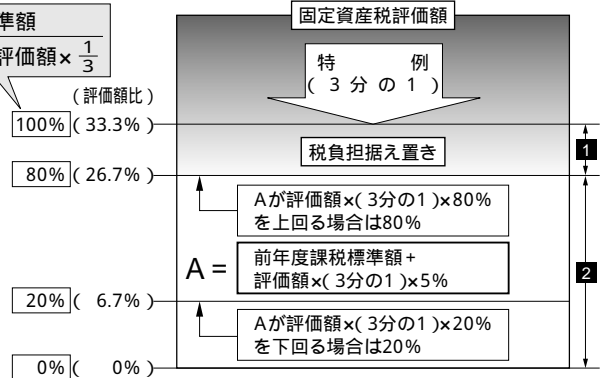 準額
評価額×1/3
(評価額比)
100%(33.3%)
80%(26.7%)
20%( 6.7%)
0%( 0%)
固定資産税評価額
特 例
(3分の1)
税負担据え置き
1
Aが評価額×(3分の1)×80%
を上回る場合は80%
A =
前年度課税標準額+
評価額×(3分の1)×5%
2
Aが評価額×(3分の1)×20%
を下回る場合は20%